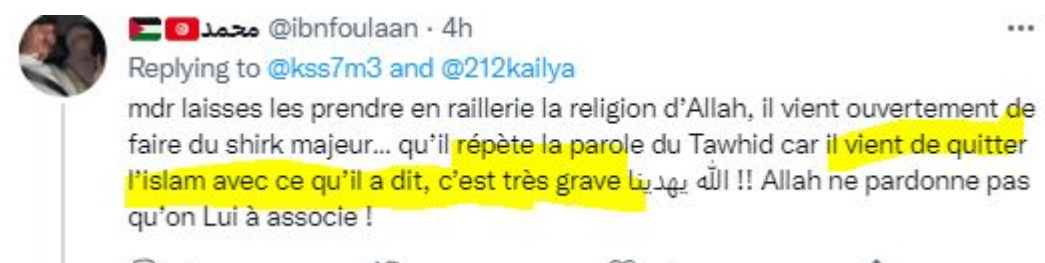 محمد @ibnfoulaan · 4h
Replying to @kss7m3 and @212kailya
mdr laisses les prendre en raillerie la religion d'Allah, il vient ouvertement de
faire du shirk majeur... qu'il répète la parole du Tawhid car il vient de quitter
l'islam avec ce qu'il a dit, c'est très grave الله يهدينا !! Allah ne pardonne pas
qu'on Lui à associe !